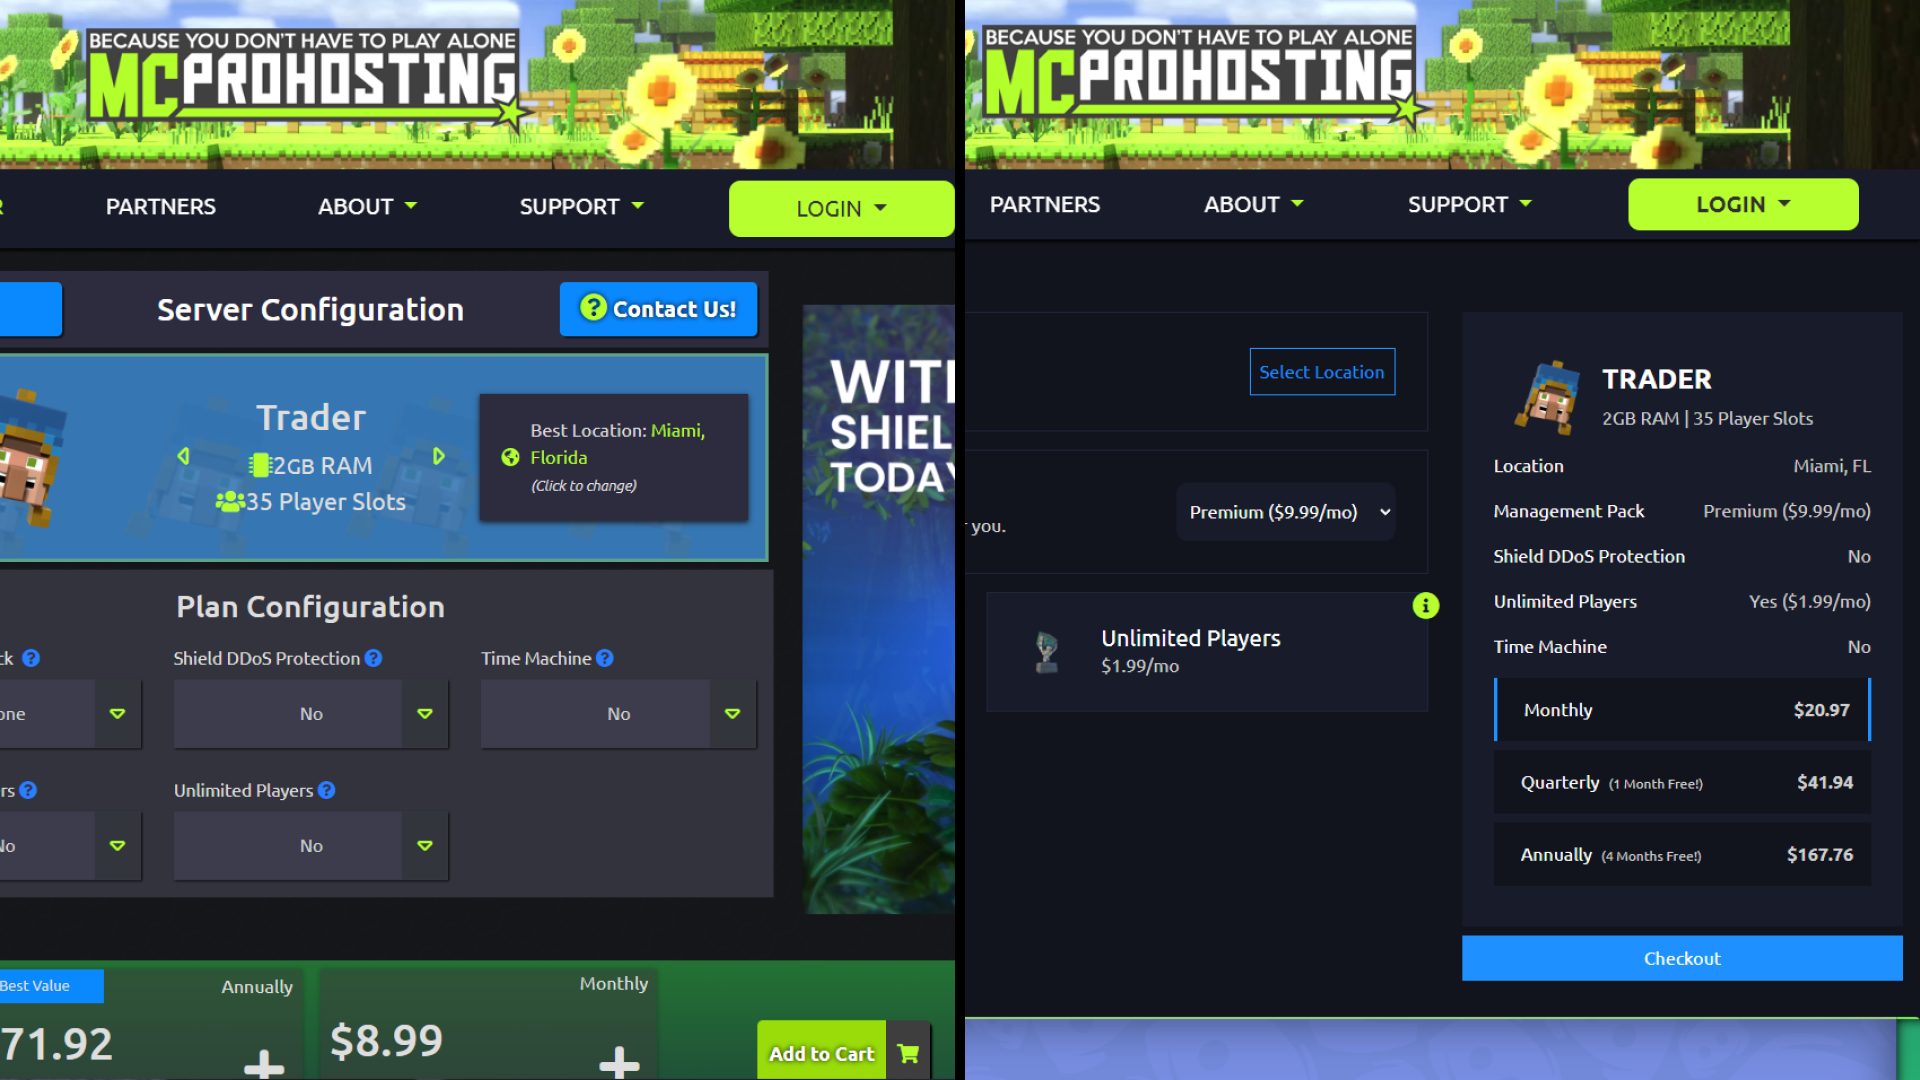 BECAUSE YOU DON'T HAVE TO PLAY ALONE
MCPROHOSTING
PARTNERS
ABOUT
SUPPORT
LOGIN
Server Configuration
? Contact Us!
Trader
2GB RAM
35 Player Slots
Best Location: Miami,
Florida
(Click to change)
SHIEL
TODAY
Plan Configuration
Shield DDoS Protection ?
Time Machine ?
No
No
Unlimited Players ?
No
No
Best Value
Annually
71.92
Monthly
$8.99
Add to Cart
BECAUSE YOU DON'T HAVE TO PLAY ALONE
MCPROHOSTING
PARTNERS
ABOUT
SUPPORT
LOGIN
Select Location
you.
Premium ($9.99/mo)
Unlimited Players
$1.99/mo
TRADER
2GB RAM | 35 Player Slots
Location Miami, FL
Management Pack Premium ($9.99/mo)
Shield DDoS Protection No
Unlimited Players Yes ($1.99/mo)
Time Machine No
Monthly $20.97
Quarterly (1 Month Free!) $41.94
Annually (4 Months Free!) $167.76
Checkout